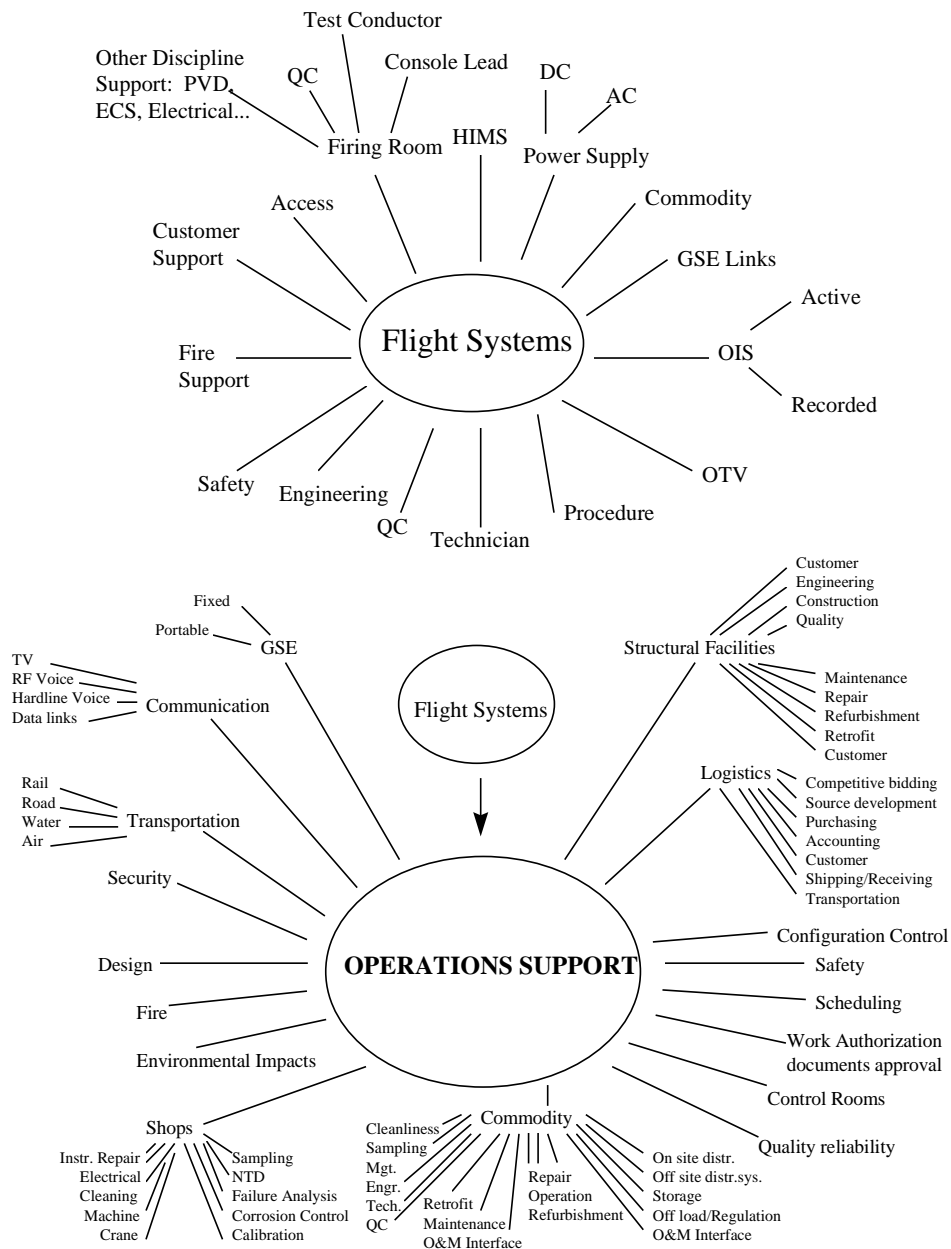 Test Conductor
Other Discipline
Support: PVD,
ECS, Electrical...
QC
Console Lead
DC
AC
Firing Room
HIMS
Power Supply
Access
Commodity
Customer
Support
GSE Links
Active
Flight Systems
Fire
Support
OIS
Recorded
Safety
Engineering
QC
Technician
Procedure
OTV
Fixed
Portable
GSE
TV
RF Voice
Hardline Voice
Data links
Communication
Flight Systems
Customer
Engineering
Construction
Quality
Structural Facilities
Maintenance
Repair
Refurbishment
Retrofit
Customer
Rail
Road
Water
Air
Transportation
Logistics
Competitive bidding
Source development
Purchasing
Accounting
Customer
Shipping/Receiving
Transportation
Security
Design
Fire
Environmental Impacts
OPERATIONS SUPPORT
Configuration Control
Safety
Scheduling
Work Authorization
documents approval
Control Rooms
Quality reliability
Shops
Instr. Repair
Electrical
Cleaning
Machine
Crane
Sampling
NTD
Failure Analysis
Corrosion Control
Calibration
Commodity
Cleanliness
Sampling
Mgt.
Engr.
Tech.
QC
Retrofit
Maintenance
O&M Interface
Repair
Operation
Refurbishment
On site distr.
Off site distr.sys.
Storage
Off load/Regulation
O&M Interface